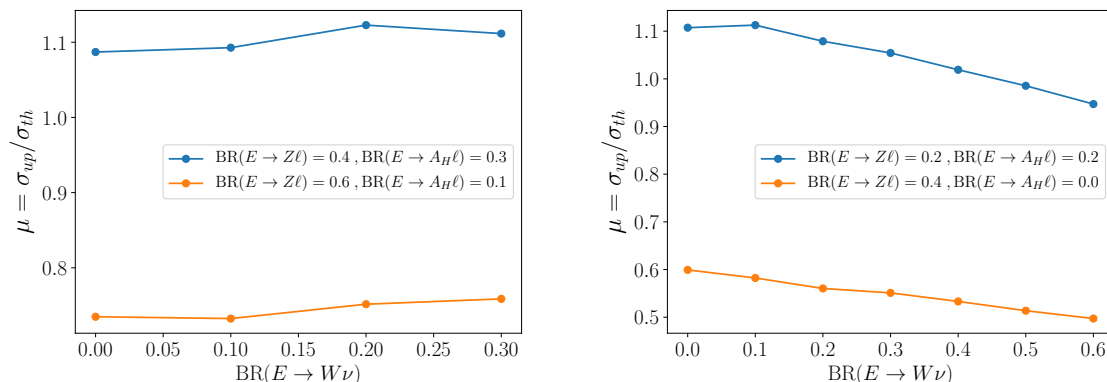 1.1
1.0
0.9
0.8
μ = σ_up/σ_th
BR(E → Zℓ) = 0.4 , BR(E → A_Hℓ) = 0.3
BR(E → Zℓ) = 0.6 , BR(E → A_Hℓ) = 0.1
0.00 0.05 0.10 0.15 0.20 0.25 0.30
BR(E → Wν)
1.1
1.0
0.9
0.8
0.7
0.6
0.5
μ = σ_up/σ_th
BR(E → Zℓ) = 0.2 , BR(E → A_Hℓ) = 0.2
BR(E → Zℓ) = 0.4 , BR(E → A_Hℓ) = 0.0
0.0 0.1 0.2 0.3 0.4 0.5 0.6
BR(E → Wν)